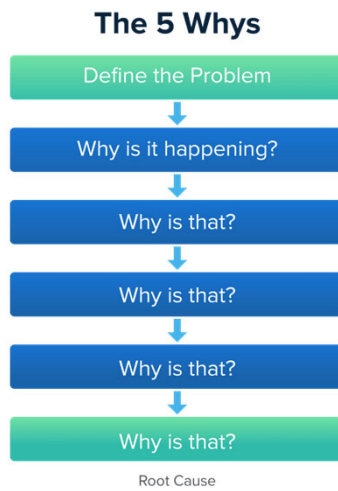 The 5 Whys
Define the Problem
Why is it happening?
Why is that?
Why is that?
Why is that?
Why is that?
Root Cause